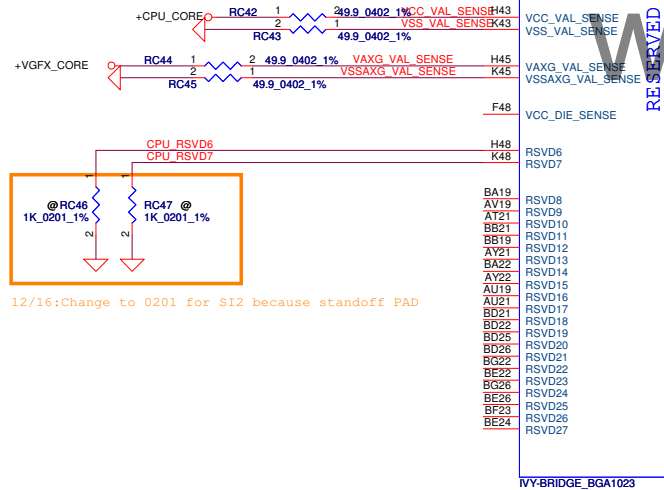 +CPU_CORE RC42 1 2 49.9_0402_1% VCC_VAL_SENSE H43 VCC_VAL_SENSE
RC43 2 1 49.9_0402_1% VSS_VAL_SENSE K43 VSS_VAL_SENSE
+VGFX_CORE RC44 1 2 49.9_0402_1% VAXG_VAL_SENSE H45 VAXG_VAL_SENSE
RC45 2 1 49.9_0402_1% VSSAXG_VAL_SENSE K45 VSSAXG_VAL_SENSE
RESERVED
F48 VCC_DIE_SENSE
CPU_RSVD6 H48 RSVD6
CPU_RSVD7 K48 RSVD7
1 1
@RC46 RC47 @
1K_0201_1% 1K_0201_1%
2 2
12/16:Change to 0201 for SI2 because standoff PAD
BA19 RSVD8
AV19 RSVD9
AT21 RSVD10
BB21 RSVD11
BB19 RSVD12
AY21 RSVD13
BA22 RSVD14
AY22 RSVD15
AU19 RSVD16
AU21 RSVD17
BD21 RSVD18
BD22 RSVD19
BD25 RSVD20
BD26 RSVD21
BG22 RSVD22
BE22 RSVD23
BG26 RSVD24
BE26 RSVD25
BF23 RSVD26
BE24 RSVD27
IVY-BRIDGE_BGA1023